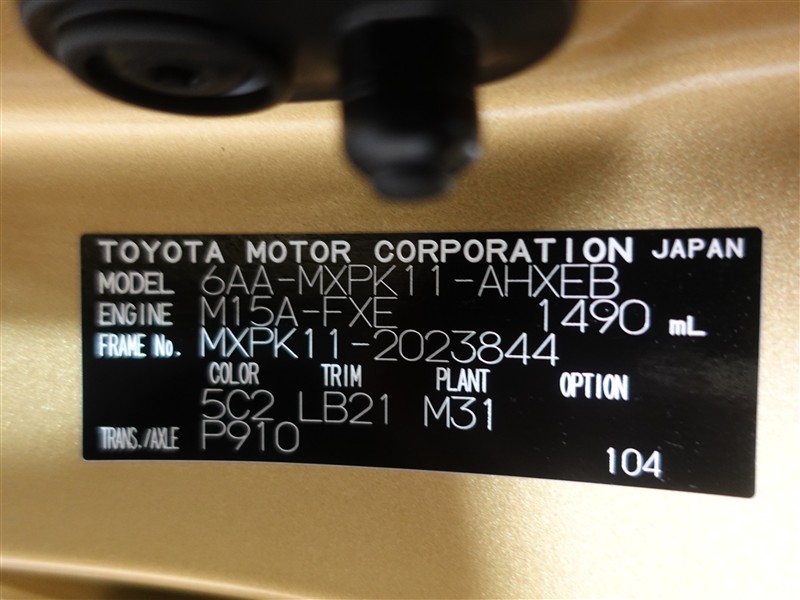 TOYOTA MOTOR CORPORATION JAPAN
MODEL 6AA-MXPK11-AHXEB
ENGINE M15A-FXE 1490 mL
FRAME No. MXPK11-2023844
COLOR TRIM PLANT OPTION
5C2 LB21 M31
TRANS./AXLE P910
104